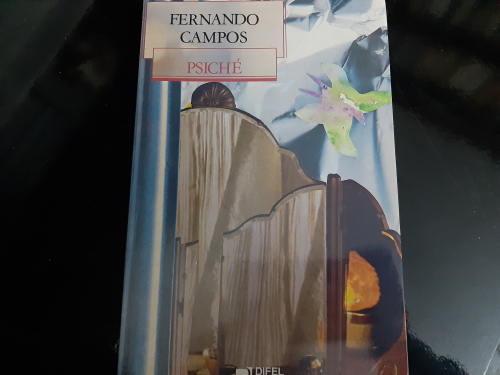 FERNANDO
CAMPOS
PSICHÉ
DIFEL